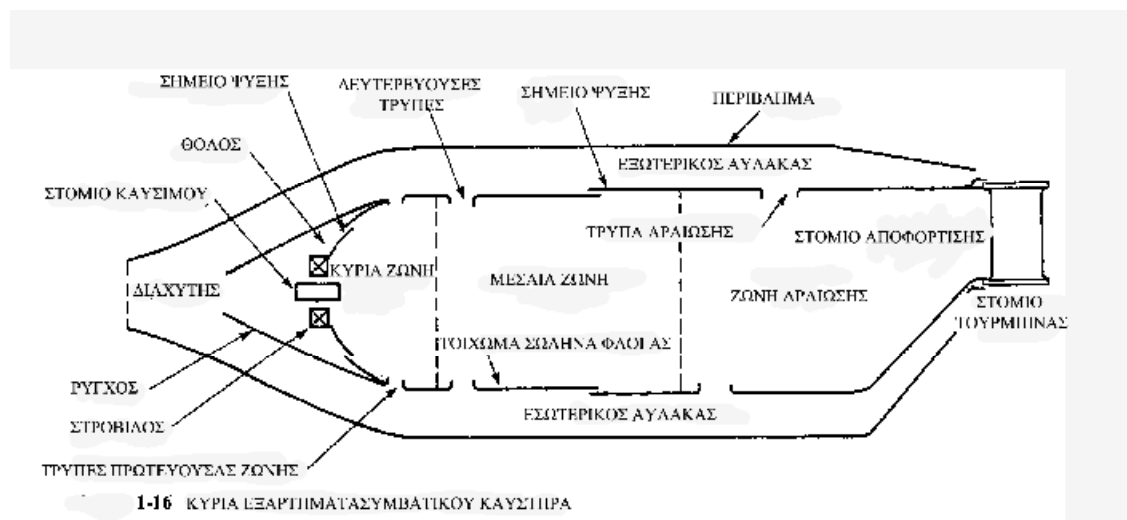 ΣΗΜΕΙΟ ΨΥΞΗΣ
ΔΕΥΤΕΡΕΥΟΥΣΕΣ
ΤΡΥΠΕΣ
ΣΗΜΕΙΟ ΨΥΞΗΣ
ΠΕΡΙΒΛΗΜΑ
ΘΟΛΟΣ
ΕΞΩΤΕΡΙΚΟΣ ΑΥΛΑΚΑΣ
ΣΤΟΜΙΟ ΚΑΥΣΙΜΟΥ
ΤΡΥΠΑ ΑΡΑΙΩΣΗΣ
ΣΤΟΜΙΟ ΑΠΟΦΟΡΤΙΣΗΣ
ΚΥΡΙΑ ΖΩΝΗ
ΜΕΣΑΙΑ ΖΩΝΗ
ΔΙΑΧΥΤΗΣ
ΖΩΝΗ ΑΡΑΙΩΣΗΣ
ΣΤΟΜΙΟ
ΤΟΥΡΜΠΙΝΑΣ
ΤΟΙΧΩΜΑ ΣΩΛΗΝΑ ΦΛΟΓΑΣ
ΡΥΓΧΟΣ
ΕΣΩΤΕΡΙΚΟΣ ΑΥΛΑΚΑΣ
ΣΤΡΟΒΙΛΟΣ
ΤΡΥΠΕΣ ΠΡΩΤΕΥΟΥΣΑΣ ΖΩΝΗΣ
1-16 ΚΥΡΙΑ ΕΞΑΡΤΗΜΑΤΑΣΥΜΒΑΤΙΚΟΥ ΚΑΥΣΤΗΡΑ